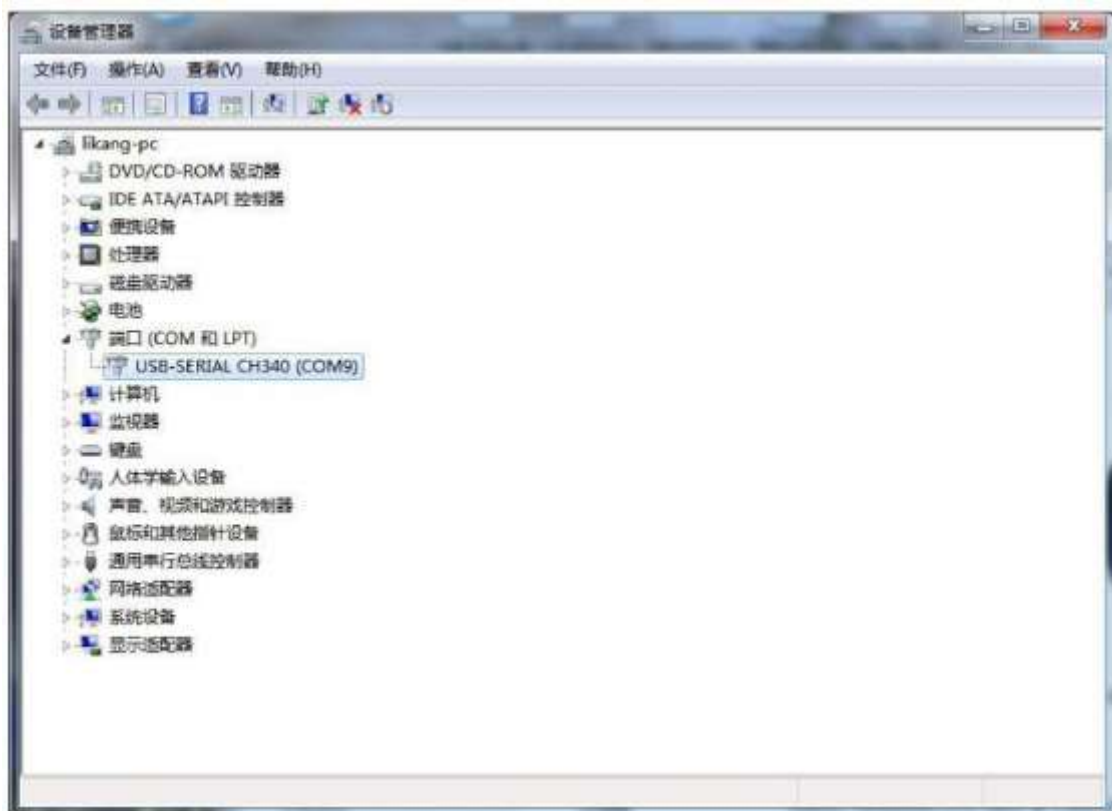 设备管理器
文件(F) 操作(A) 查看(V) 帮助(H)
likang-pc
DVD/CD-ROM 驱动器
IDE ATA/ATAPI 控制器
便携设备
处理器
磁盘驱动器
电池
端口 (COM 和 LPT)
USB-SERIAL CH340 (COM9)
计算机
监视器
键盘
人体学输入设备
声音、视频和游戏控制器
鼠标和其他指针设备
通用串行总线控制器
网络适配器
系统设备
显示适配器